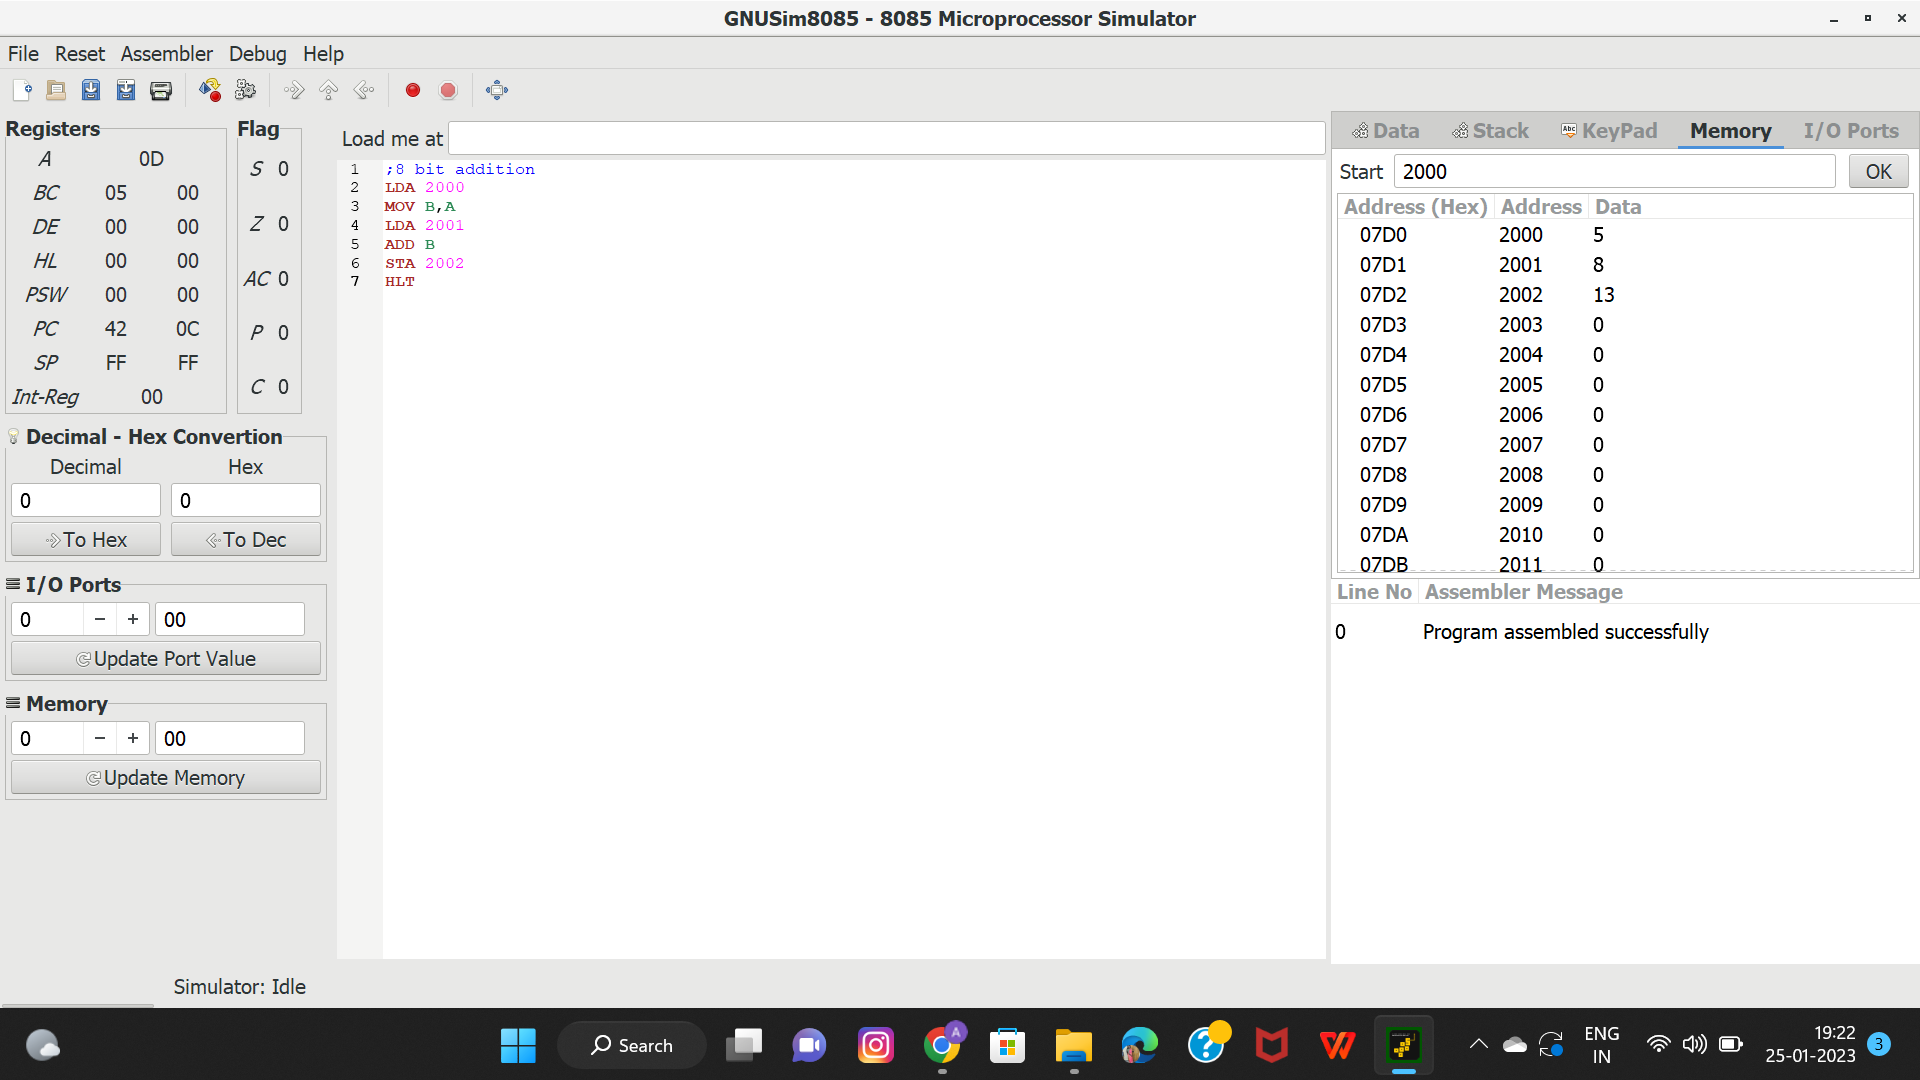 GNUSim8085 - 8085 Microprocessor Simulator
File Reset Assembler Debug Help
Registers
A 0D
BC 05 00
DE 00 00
HL 00 00
PSW 00 00
PC 42 0C
SP FF FF
Int-Reg 00
Flag
S 0
Z 0
AC 0
P 0
C 0
Decimal - Hex Convertion
Decimal Hex
0 0
To Hex To Dec
I/O Ports
0 − + 00
Update Port Value
Memory
0 − + 00
Update Memory
Load me at
1 ;8 bit addition
2 LDA 2000
3 MOV B,A
4 LDA 2001
5 ADD B
6 STA 2002
7 HLT
Data Stack Abc KeyPad Memory I/O Ports
Start 2000 OK
Address (Hex) Address Data
07D0 2000 5
07D1 2001 8
07D2 2002 13
07D3 2003 0
07D4 2004 0
07D5 2005 0
07D6 2006 0
07D7 2007 0
07D8 2008 0
07D9 2009 0
07DA 2010 0
07DB 2011 0
Line No Assembler Message
0 Program assembled successfully
Simulator: Idle
Search
A
ENG
IN
19:22
25-01-2023
3